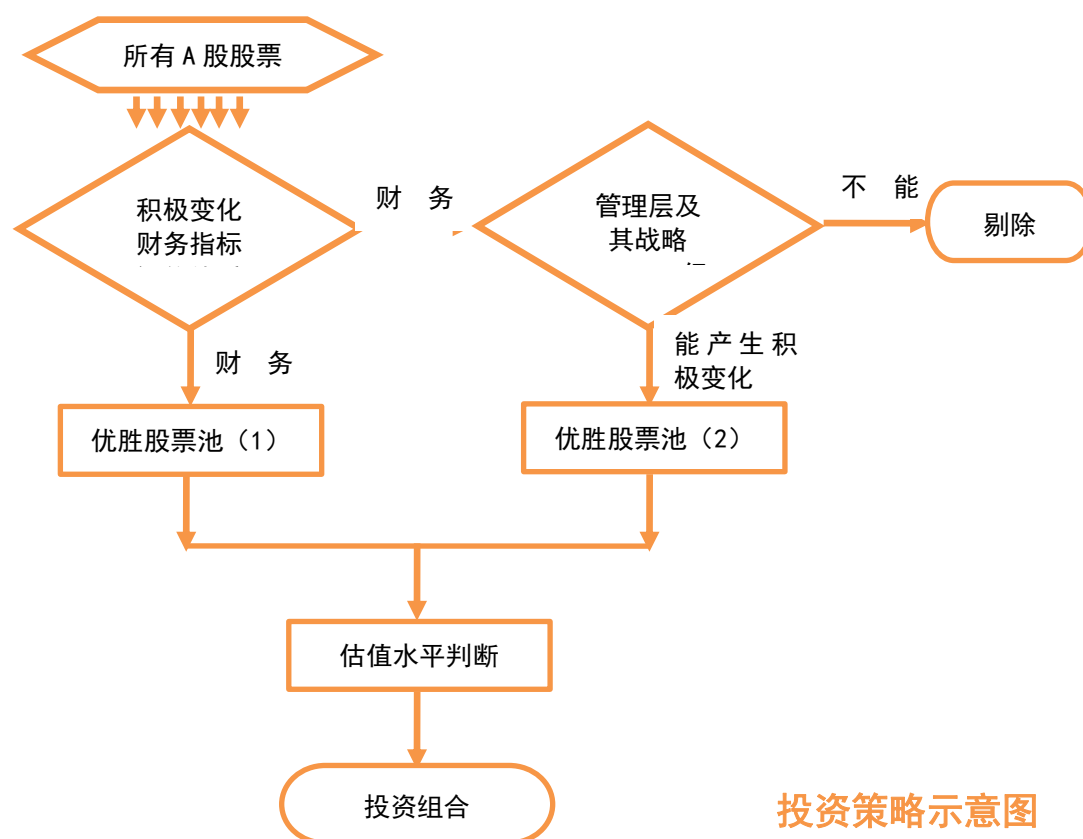 所有 A 股股票
积极变化
财务指标
财 务
管理层及
其战略
不 能
剔除
财 务
能产生积
极变化
优胜股票池（1）
优胜股票池（2）
估值水平判断
投资组合
投资策略示意图